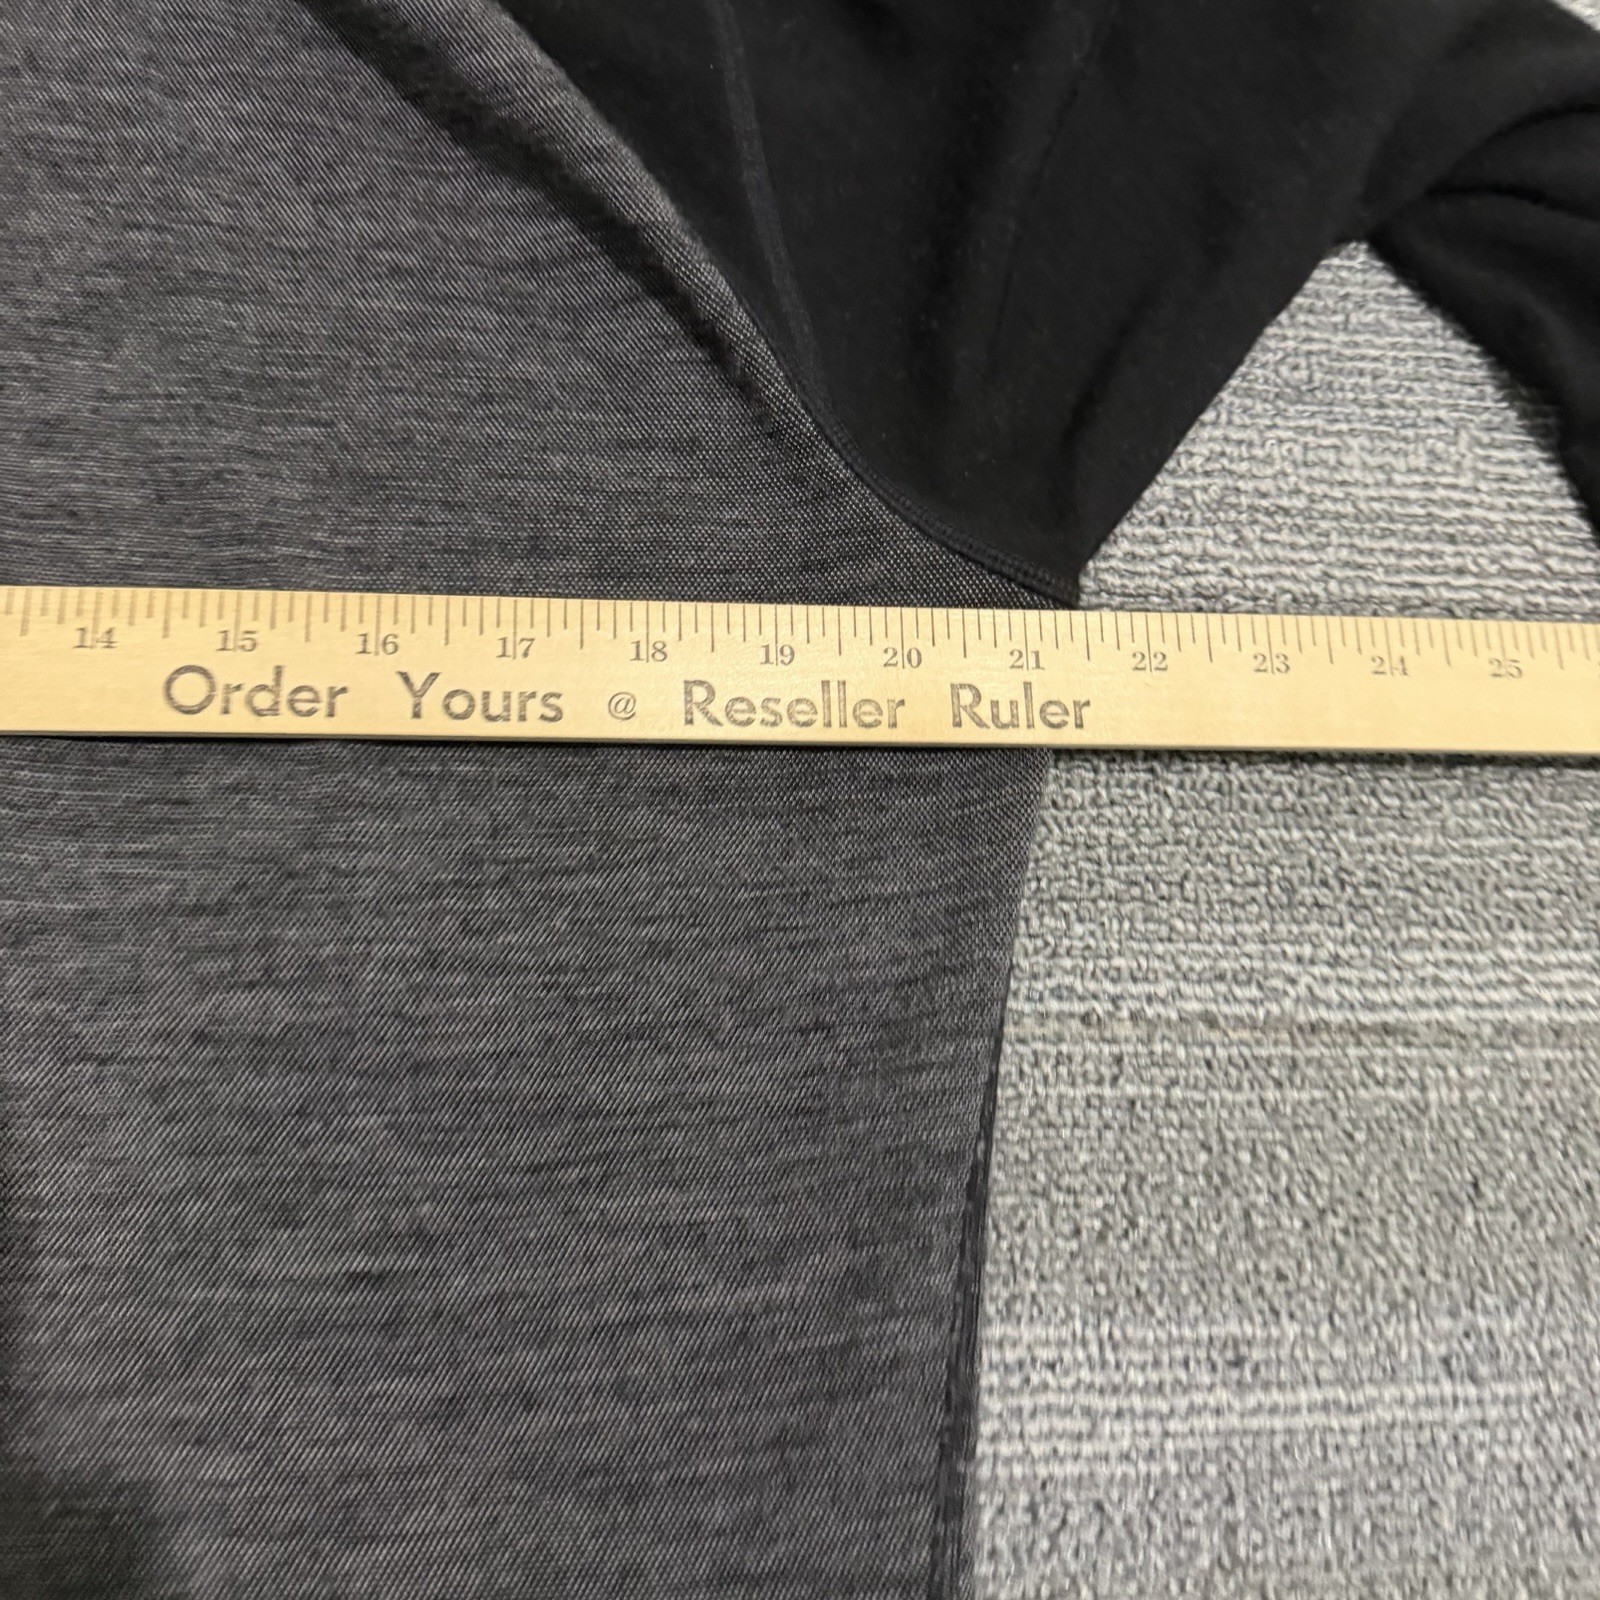 14 15 16 17 18 19 20 21 22 23 24 25
Order Yours @ Reseller Ruler